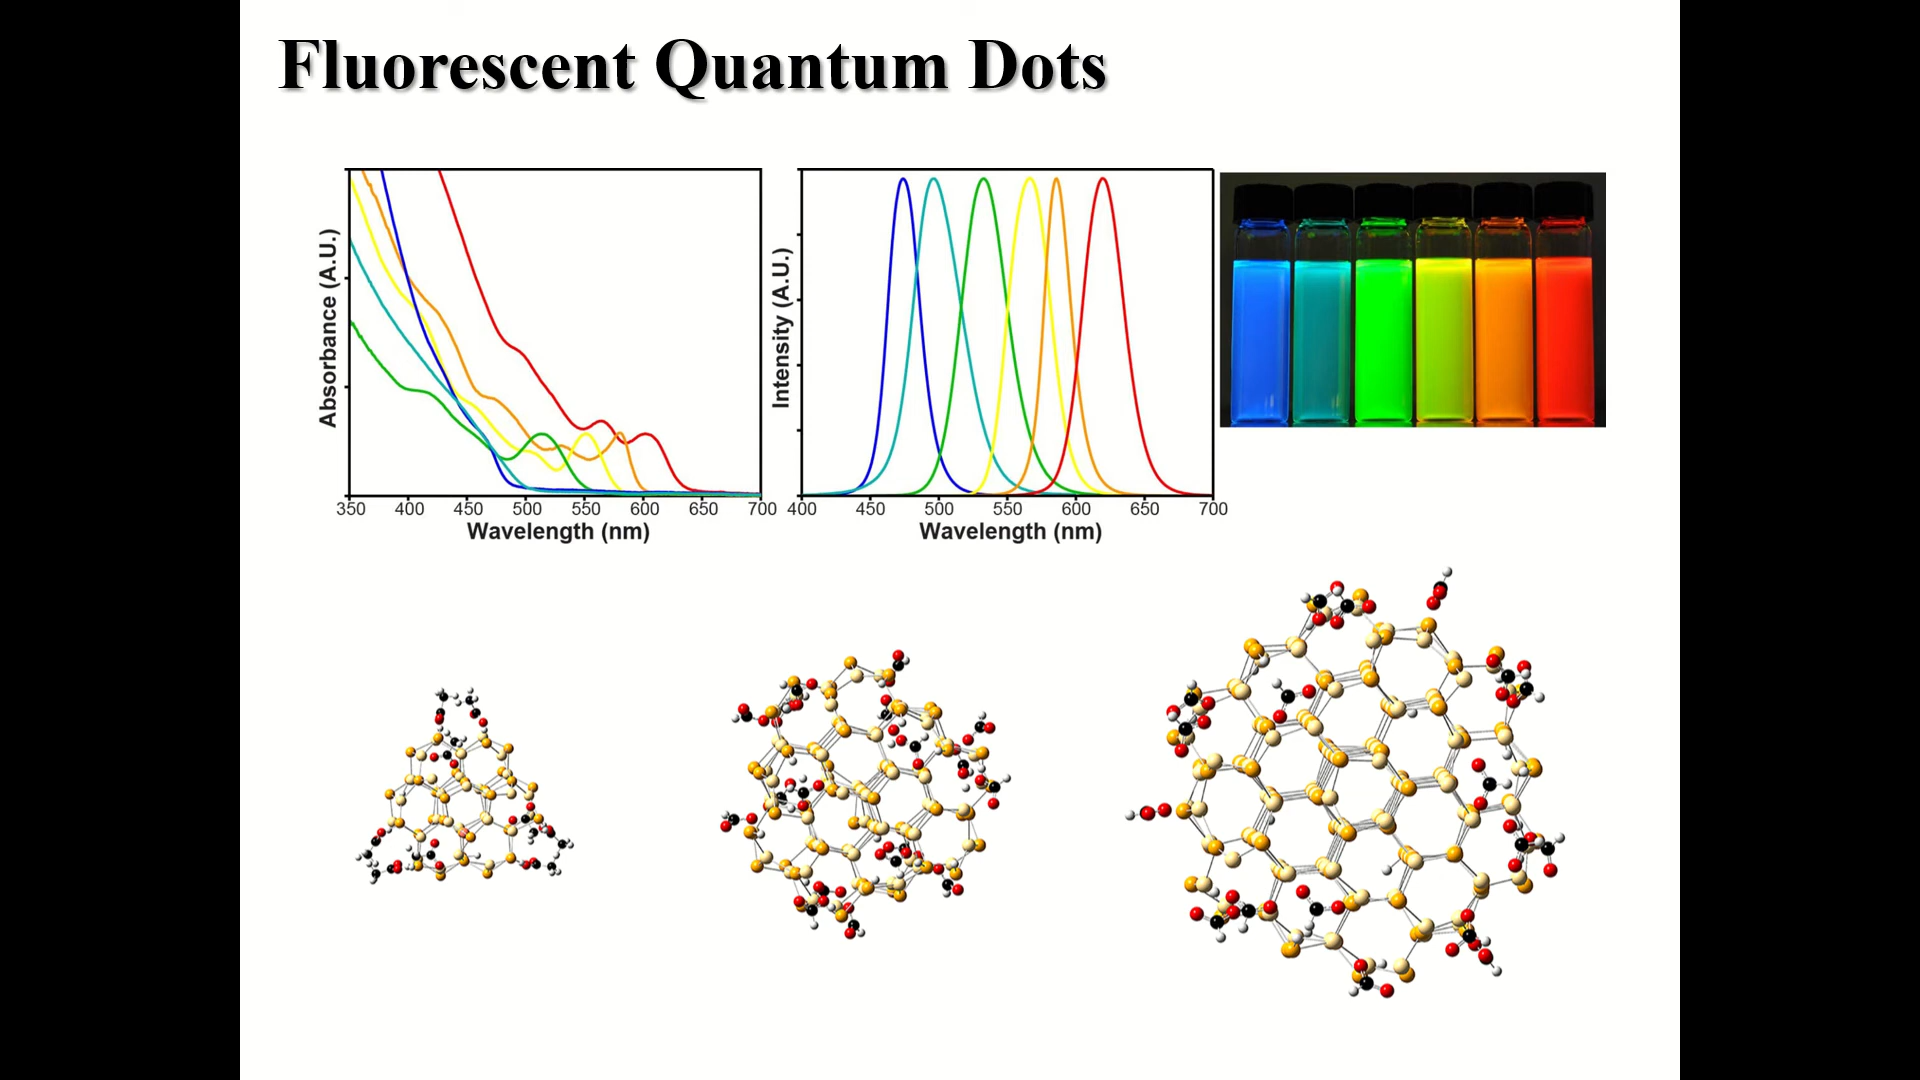 Fluorescent Quantum Dots
Absorbance (A.U.)
350 400 450 500 550 600 650 700
Wavelength (nm)
Intensity (A.U.)
400 450 500 550 600 650 700
Wavelength (nm)